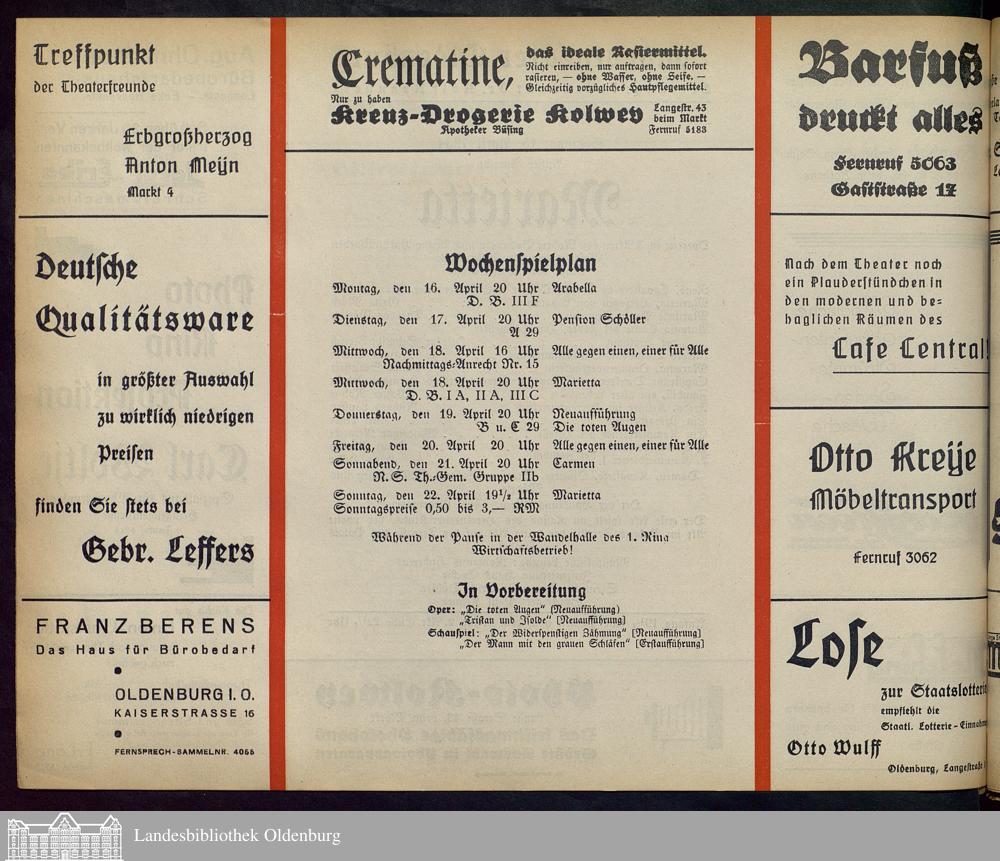 Treffpunkt
der Theaterfreunde
Erbgroßherzog
Anton Meyn
Markt 4
Deutsche
Qualitätsware
in größter Auswahl
zu wirklich niedrigen
Preisen
finden Sie stets bei
Gebr. Leffers
FRANZ BERENS
Das Haus für Bürobedarf
OLDENBURG I. O.
KAISERSTRASSE 16
FERNSPRECH-SAMMELNR. 4055
Crematine,
das ideale Rasiermittel.
Nicht einreiben, nur auftragen, dann sofort
rasieren, — ohne Wasser, ohne Seife. —
Gleichzeitig vorzügliches Hautpflegemittel.
Nur zu haben
Kreuz-Drogerie Kolwey
Apotheker Büsing
Langestr. 43
beim Markt
Fernruf 5183
Wochenspielplan
Montag, den 16. April 20 Uhr Arabella
D. B. III F
Dienstag, den 17. April 20 Uhr Pension Schöller
A 29
Mittwoch, den 18. April 16 Uhr Alle gegen einen, einer für Alle
Nachmittags-Anrecht Nr. 15
Mittwoch, den 18. April 20 Uhr Marietta
D. B. I A, II A, III C
Donnerstag, den 19. April 20 Uhr Neuaufführung
B u. C 29 Die toten Augen
Freitag, den 20. April 20 Uhr Alle gegen einen, einer für Alle
Sonnabend, den 21. April 20 Uhr Carmen
N. S. Th.-Gem. Gruppe IIb
Sonntag, den 22. April 19½ Uhr Marietta
Sonntagspreise 0,50 bis 3,— RM
Während der Pause in der Wandelhalle des 1. Rang
Wirtschaftsbetrieb!
In Vorbereitung
Oper: „Die toten Augen" (Neuaufführung)
„Tristan und Isolde" [Neuaufführung]
Schauspiel: „Der Widerspenstigen Zähmung" [Neuaufführung]
„Der Mann mit den grauen Schläfen" [Erstaufführung]
Barfuß
druckt alles
Fernruf 5063
Gaststraße 17
Nach dem Theater noch
ein Plauderstündchen in
den modernen und be-
haglichen Räumen des
Cafe Central!
Otto Kreye
Möbeltransport
Fernruf 3062
Lose
zur Staatslotterie
empfiehlt die
Staatl. Lotterie-Einnahme
Otto Wulff
Oldenburg, Langestraße
Landesbibliothek Oldenburg